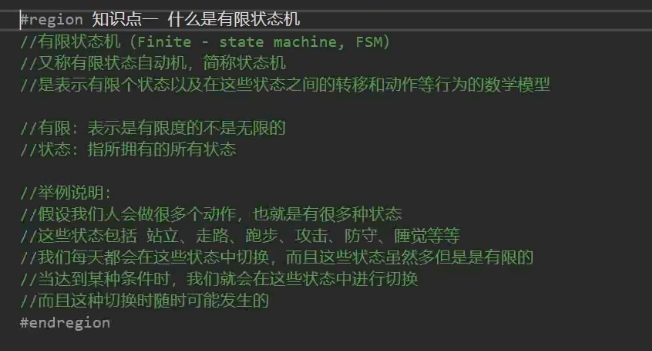 #region 知识点一 什么是有限状态机
//有限状态机 (Finite - state machine, FSM)
//又称有限状态自动机，简称状态机
//是表示有限个状态以及在这些状态之间的转移和动作等行为的数学模型
//有限：表示是有限度的不是无限的
//状态：指所拥有的所有状态
//举例说明：
//假设我们人会做很多个动作，也就是有很多种状态
//这些状态包括 站立、走路、跑步、攻击、防守、睡觉等等
//我们每天都会在这些状态中切换，而且这些状态虽然多但是是有限的
//当达到某种条件时，我们就会在这些状态中进行切换
//而且这种切换时随时可能发生的
#endregion